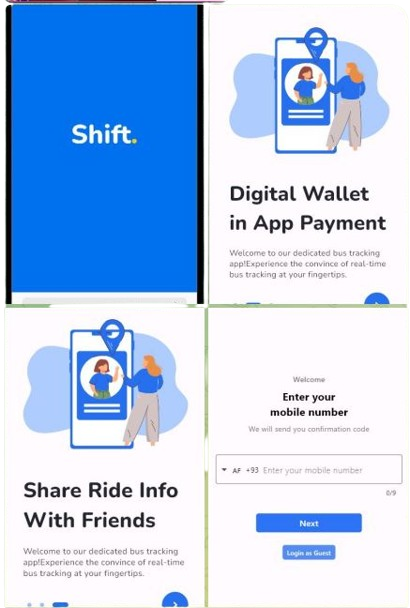 Shift.
Digital Wallet
in App Payment
Welcome to our dedicated bus tracking
app!Experience the convince of real-time
bus tracking at your fingertips.
Share Ride Info
With Friends
Welcome to our dedicated bus tracking
app!Experience the convince of real-time
bus tracking at your fingertips.
Welcome
Enter your
mobile number
We will send you confirmation code
AF +93 Enter your mobile number
0/9
Next
Login as Guest